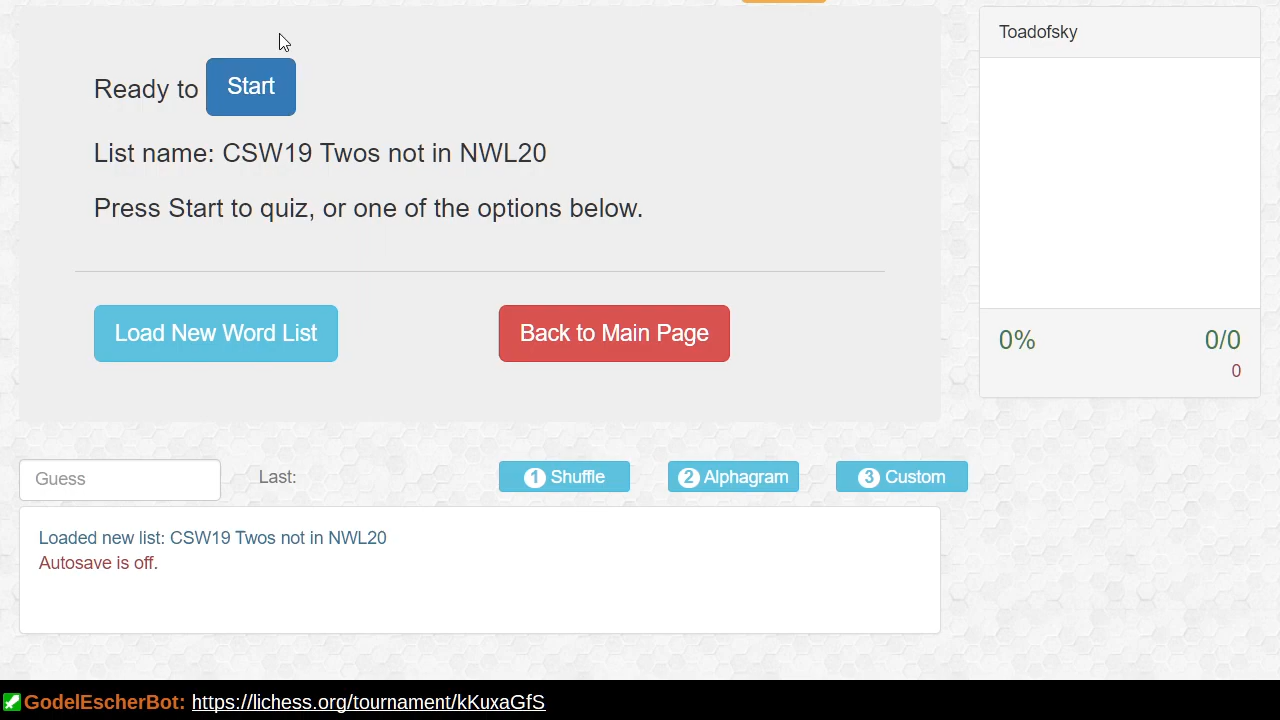 Toadofsky
Ready to Start
List name: CSW19 Twos not in NWL20
Press Start to quiz, or one of the options below.
Load New Word List
Back to Main Page
0%
0/0
0
Guess
Last:
1 Shuffle
2 Alphagram
3 Custom
Loaded new list: CSW19 Twos not in NWL20
Autosave is off.
GodelEscherBot: https://lichess.org/tournament/kKuxaGfS